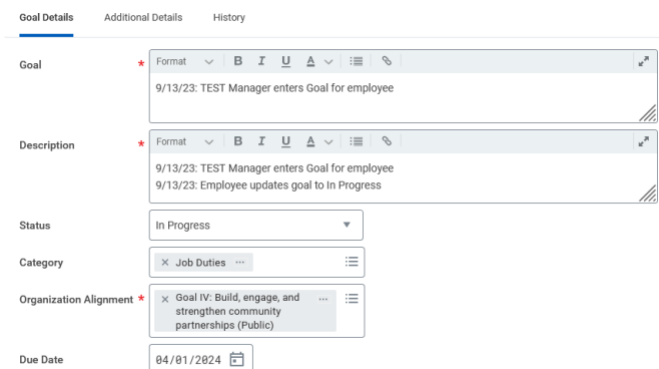 Goal Details Additional Details History
Goal * Format B I U A
9/13/23: TEST Manager enters Goal for employee
Description * Format B I U A
9/13/23: TEST Manager enters Goal for employee
9/13/23: Employee updates goal to In Progress
Status In Progress
Category × Job Duties ...
Organization Alignment * × Goal IV: Build, engage, and ...
strengthen community
partnerships (Public)
Due Date 04/01/2024